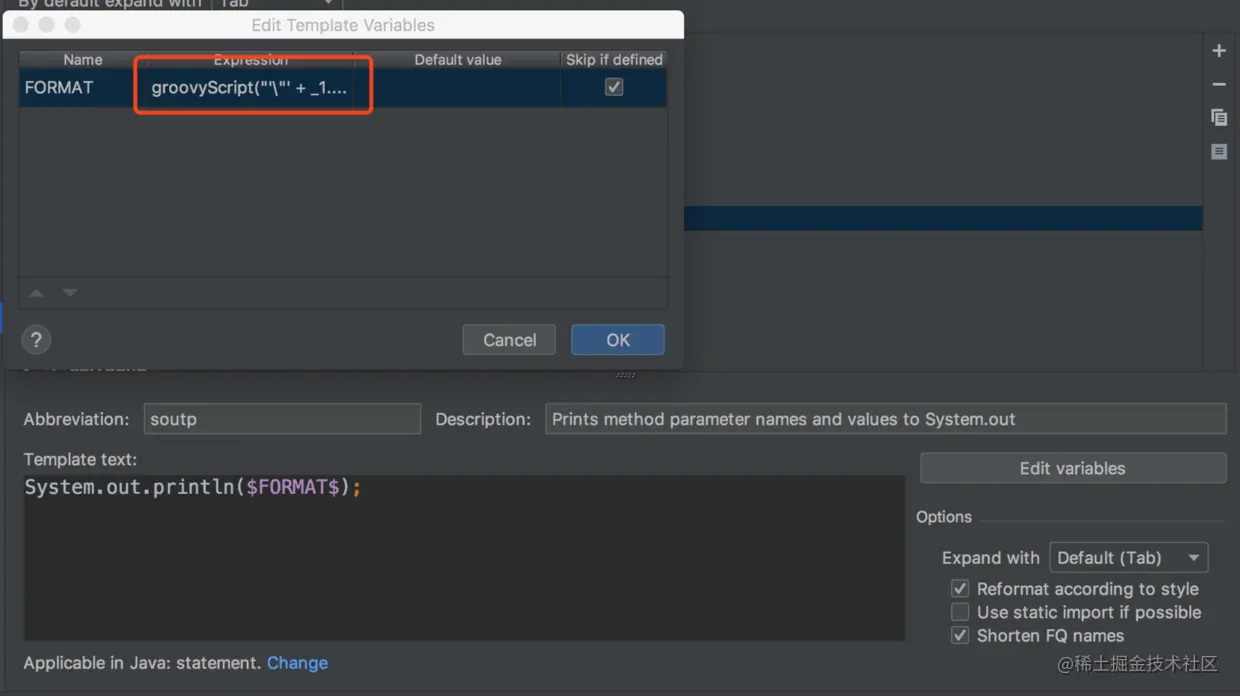 By default expand with Tab
Edit Template Variables
Name Expression Default value Skip if defined
FORMAT groovyScript("'\"' + _1....
? Cancel OK
Abbreviation: soutp Description: Prints method parameter names and values to System.out
Template text:
Edit variables
System.out.println($FORMAT$);
Options
Expand with Default (Tab)
Reformat according to style
Use static import if possible
Shorten FQ names
Applicable in Java: statement. Change
@稀土掘金技术社区